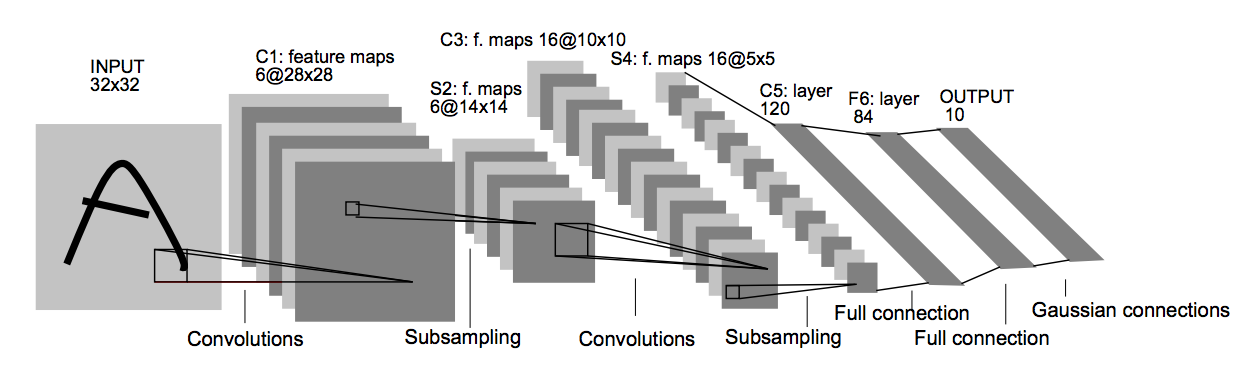 INPUT
32x32
C1: feature maps
6@28x28
S2: f. maps
6@14x14
C3: f. maps 16@10x10
S4: f. maps 16@5x5
C5: layer
120
F6: layer
84
OUTPUT
10
Convolutions
Subsampling
Convolutions
Subsampling
Full connection
Full connection
Gaussian connections